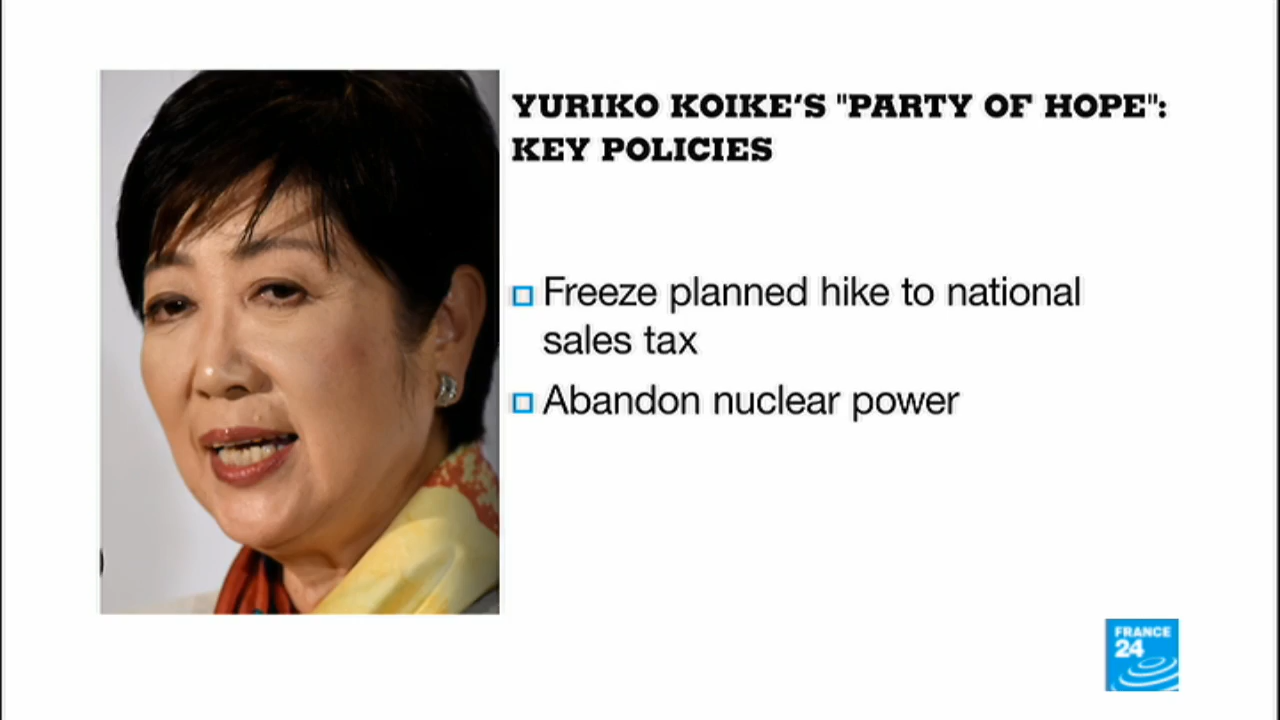 YURIKO KOIKE'S "PARTY OF HOPE":
KEY POLICIES
Freeze planned hike to national
sales tax
Abandon nuclear power
FRANCE
24